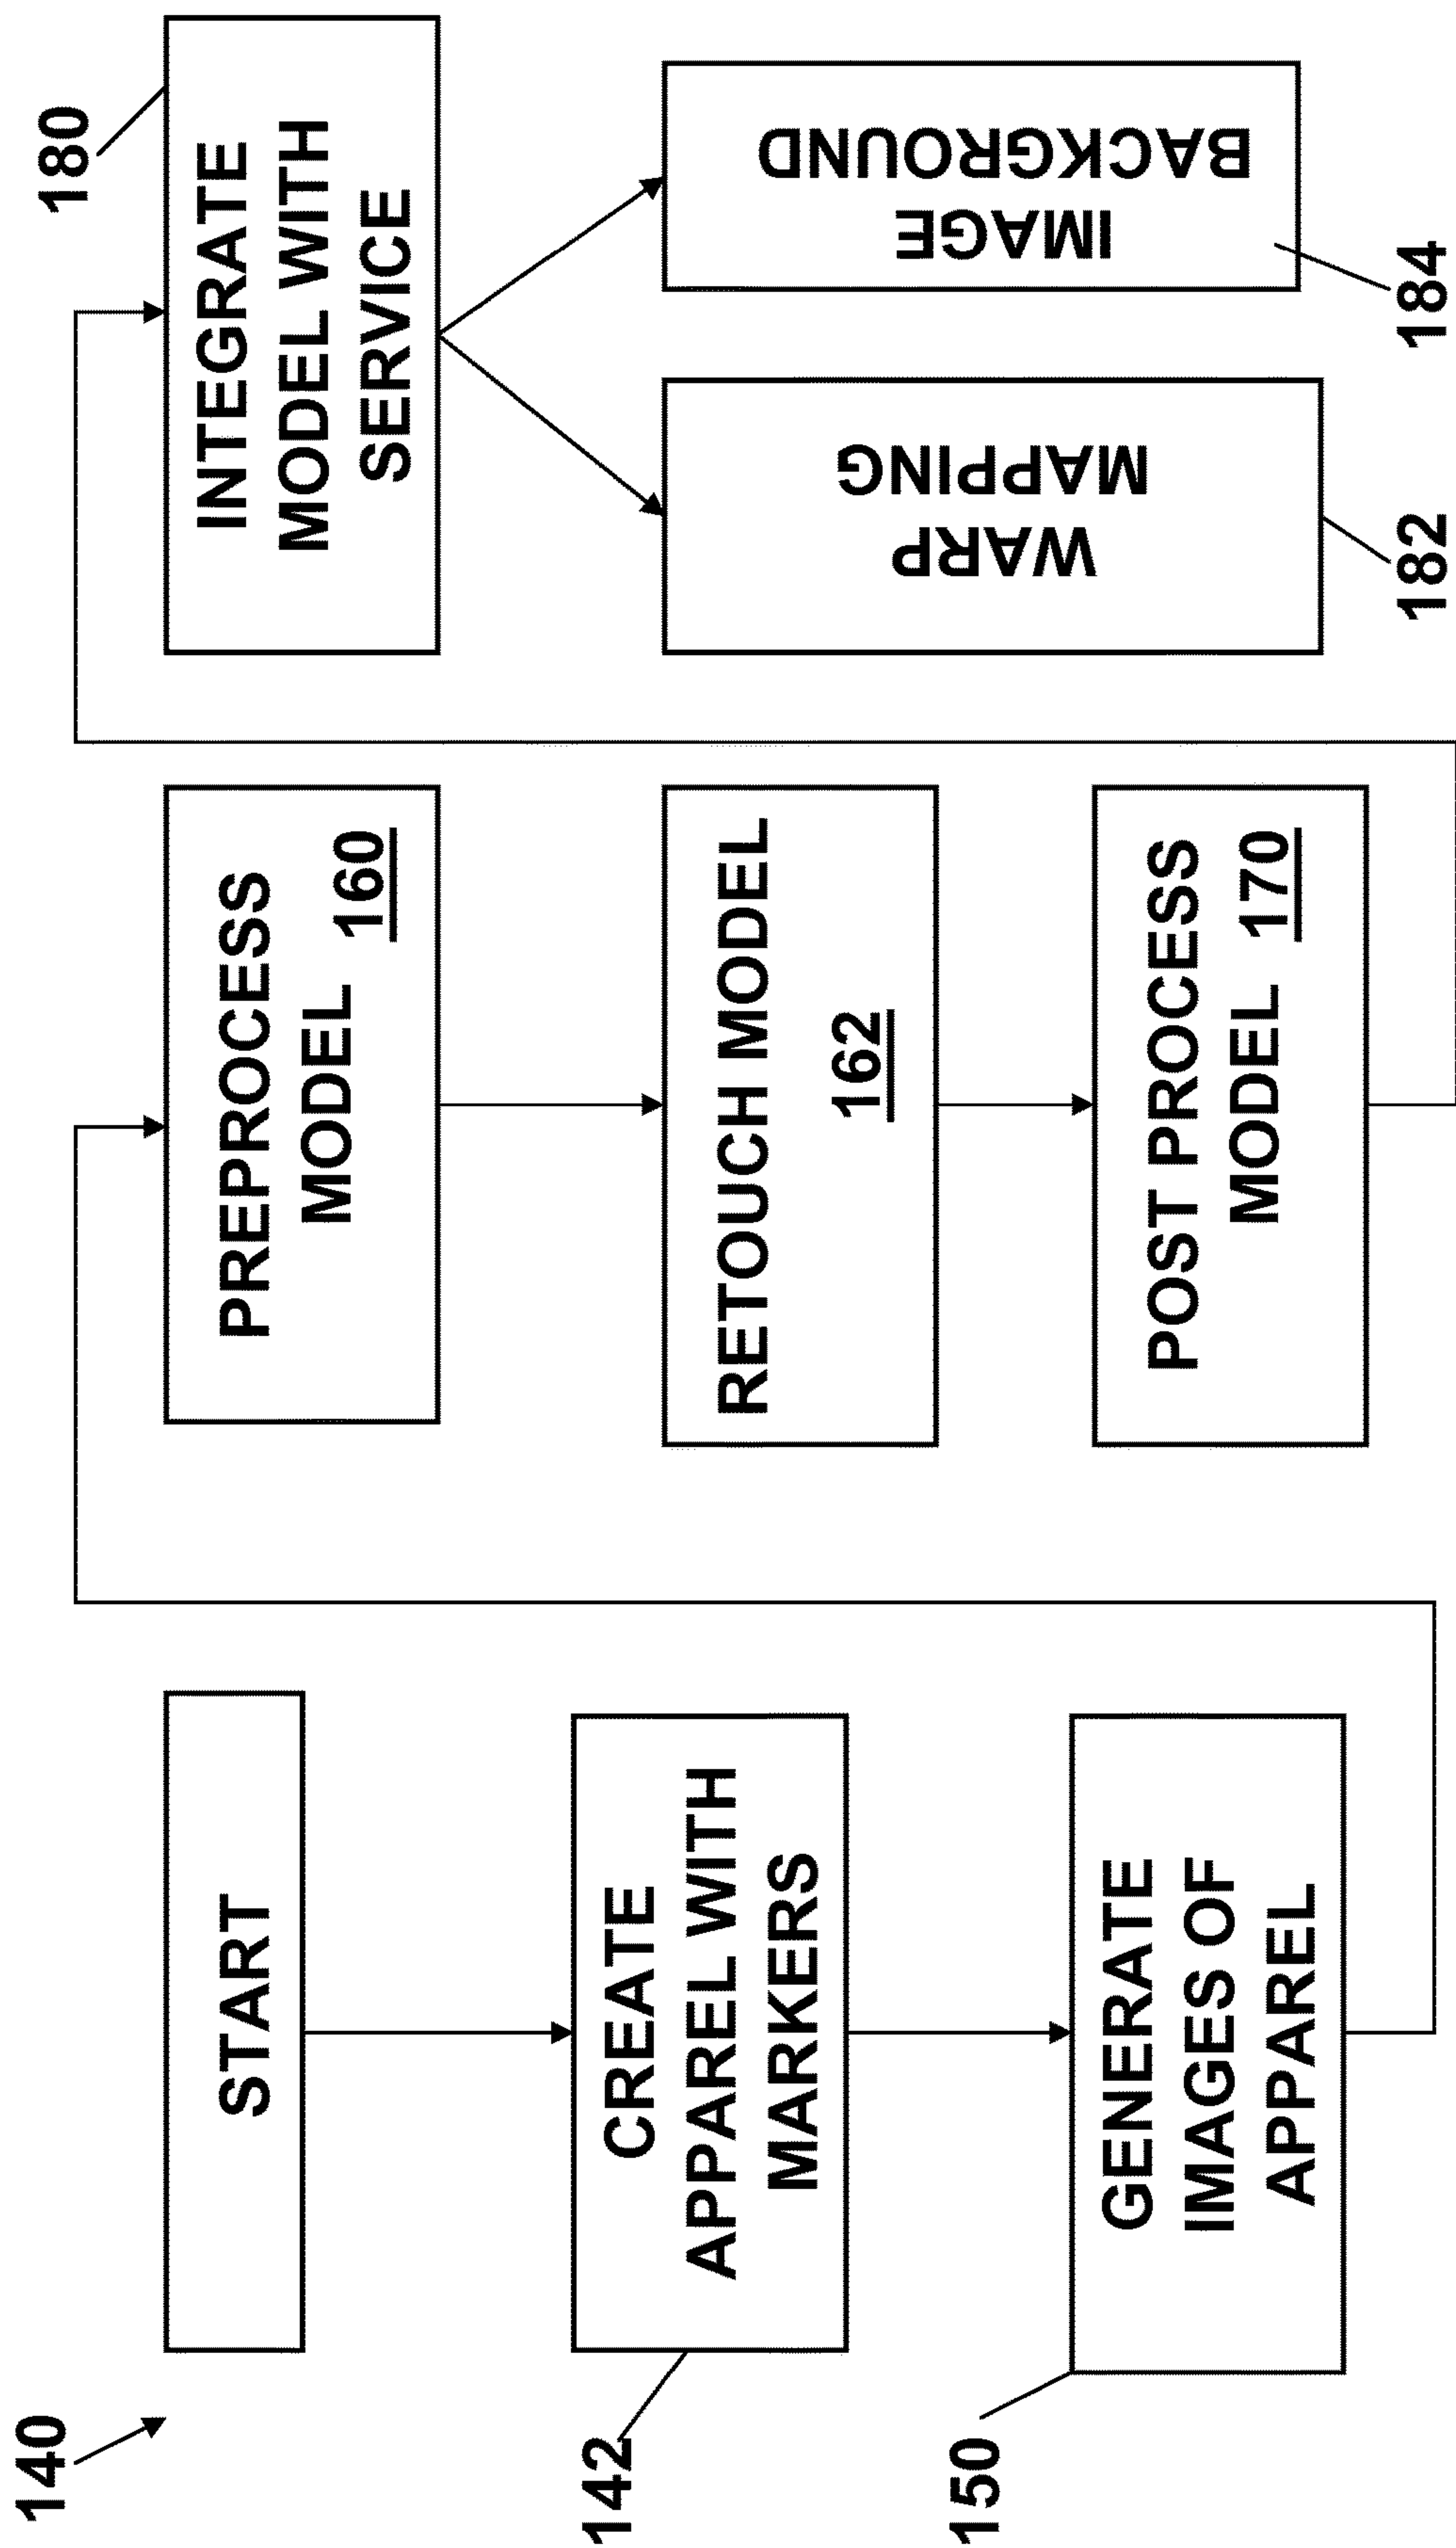 140
START
142
CREATE
APPAREL WITH
MARKERS
150
GENERATE
IMAGES OF
APPAREL
PREPROCESS
MODEL 160
RETOUCH MODEL
162
POST PROCESS
MODEL 170
180
INTEGRATE
MODEL WITH
SERVICE
WARP
MAPPING
182
IMAGE
BACKGROUND
184